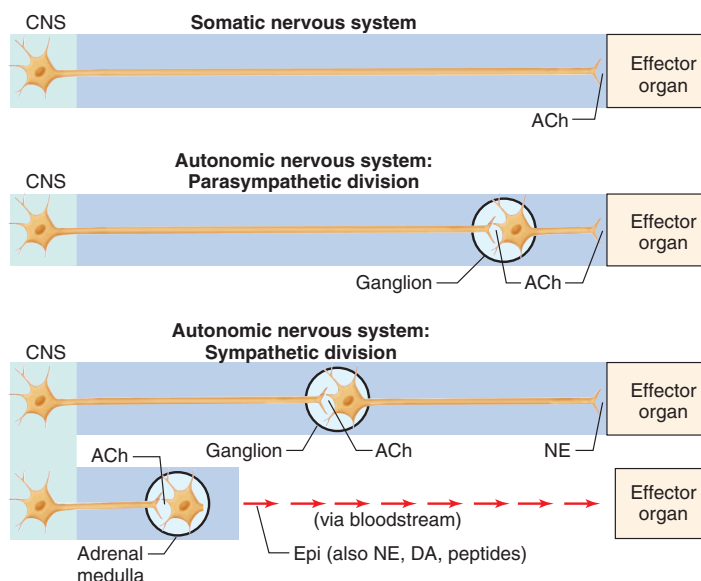 CNS
Somatic nervous system
Effector
organ
ACh
Autonomic nervous system:
Parasympathetic division
CNS
Effector
organ
Ganglion
ACh
Autonomic nervous system:
Sympathetic division
CNS
Effector
organ
Ganglion
ACh
NE
ACh
Effector
organ
(via bloodstream)
Epi (also NE, DA, peptides)
Adrenal
medulla